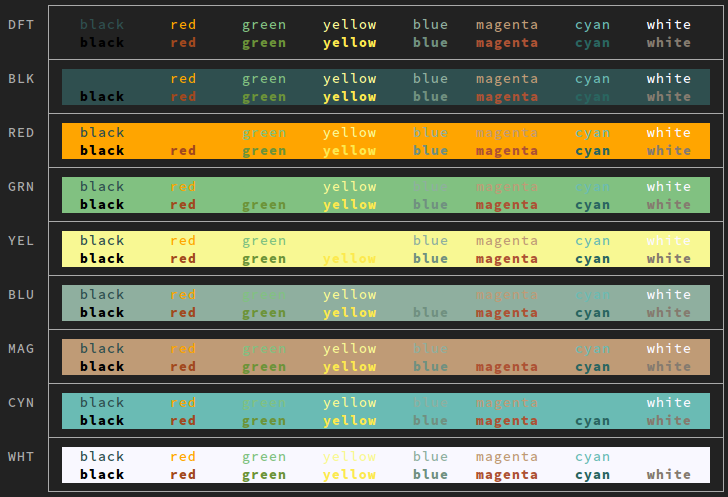 DFT black red green yellow blue magenta cyan white
black red green yellow blue magenta cyan white
BLK red green yellow blue magenta cyan white
black red green yellow blue magenta cyan white
RED black green yellow blue magenta cyan white
black red green yellow blue magenta cyan white
GRN black red yellow blue magenta cyan white
black red green yellow blue magenta cyan white
YEL black red green blue magenta cyan white
black red green yellow blue magenta cyan white
BLU black red green yellow magenta cyan white
black red green yellow blue magenta cyan white
MAG black red green yellow blue cyan white
black red green yellow blue magenta cyan white
CYN black red green yellow blue magenta white
black red green yellow blue magenta cyan white
WHT black red green yellow blue magenta cyan
black red green yellow blue magenta cyan white